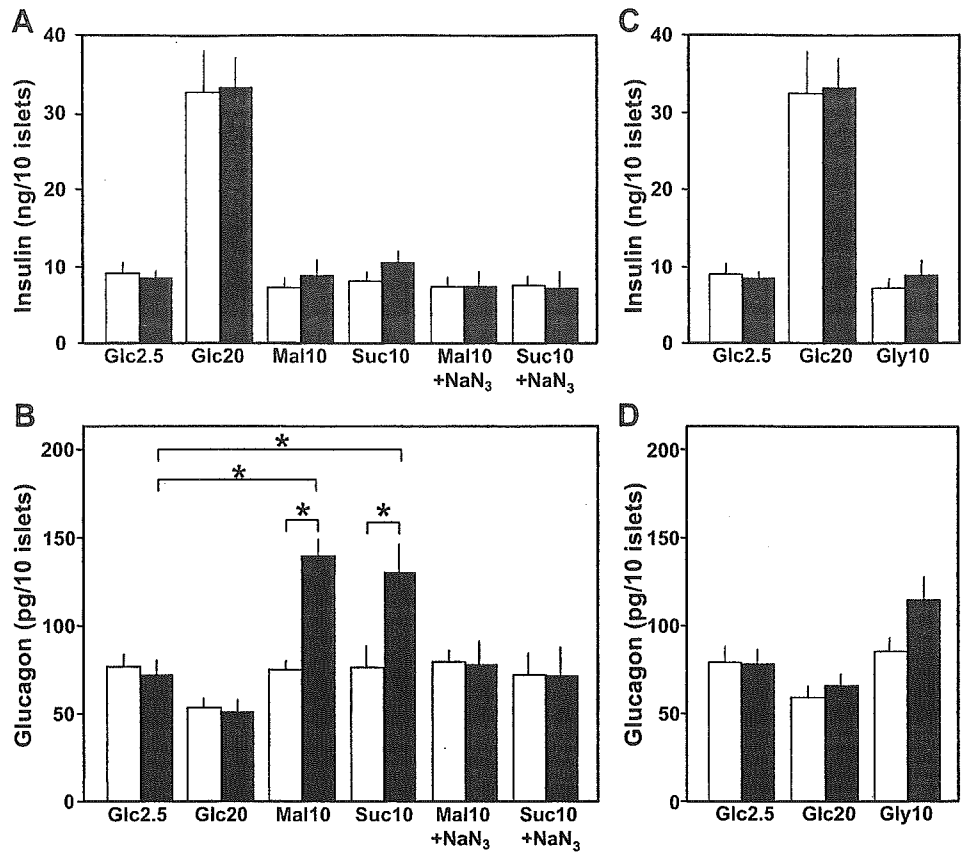 A
Insulin (ng/10 islets)
40
30
20
10
0
Glc2.5 Glc20 Mal10 Suc10 Mal10 Suc10
+NaN₃ +NaN₃
C
Insulin (ng/10 islets)
40
30
20
10
0
Glc2.5 Glc20 Gly10
B
Glucagon (pg/10 islets)
200
150
100
50
0
*
*
* *
Glc2.5 Glc20 Mal10 Suc10 Mal10 Suc10
+NaN₃ +NaN₃
D
Glucagon (pg/10 islets)
200
150
100
50
0
Glc2.5 Glc20 Gly10